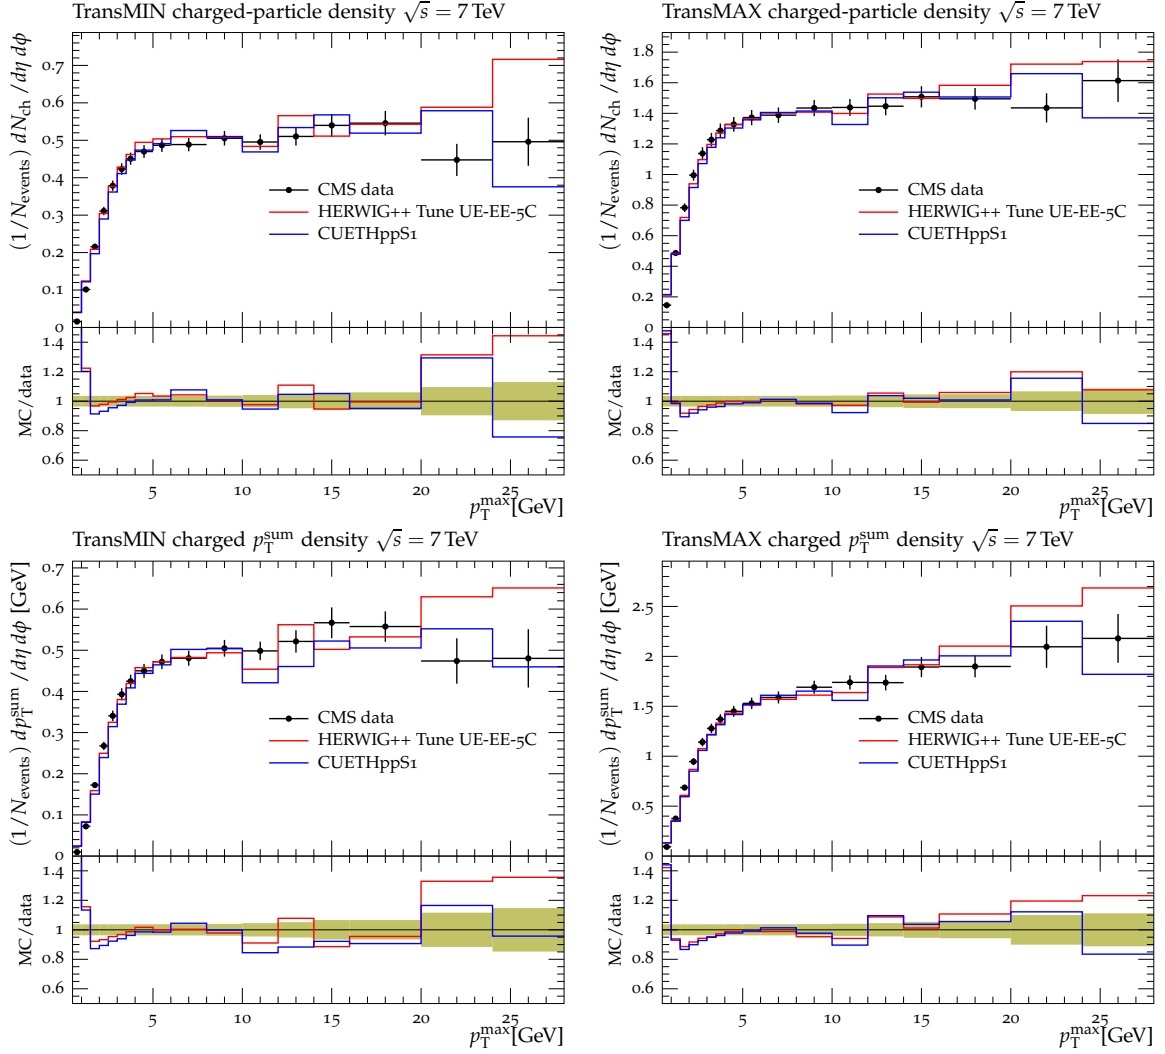 TransMIN charged-particle density √s = 7 TeV
(1/N_events) dN_ch / dη dϕ
0.7
0.6
0.5
0.4
0.3
0.2
0.1
0
CMS data
HERWIG++ Tune UE-EE-5C
CUETHppS1
MC/data
1.4
1.2
1
0.8
0.6
5 10 15 20 25
p_T^max [GeV]
TransMAX charged-particle density √s = 7 TeV
(1/N_events) dN_ch / dη dϕ
1.8
1.6
1.4
1.2
1.0
0.8
0.6
0.4
0.2
0
CMS data
HERWIG++ Tune UE-EE-5C
CUETHppS1
MC/data
1.4
1.2
1
0.8
0.6
5 10 15 20 25
p_T^max [GeV]
TransMIN charged p_T^sum density √s = 7 TeV
(1/N_events) dp_T^sum / dη dϕ [GeV]
0.7
0.6
0.5
0.4
0.3
0.2
0.1
0
CMS data
HERWIG++ Tune UE-EE-5C
CUETHppS1
MC/data
1.4
1.2
1
0.8
0.6
5 10 15 20 25
p_T^max [GeV]
TransMAX charged p_T^sum density √s = 7 TeV
(1/N_events) dp_T^sum / dη dϕ [GeV]
2.5
2
1.5
1
0.5
0
CMS data
HERWIG++ Tune UE-EE-5C
CUETHppS1
MC/data
1.4
1.2
1
0.8
0.6
5 10 15 20 25
p_T^max [GeV]